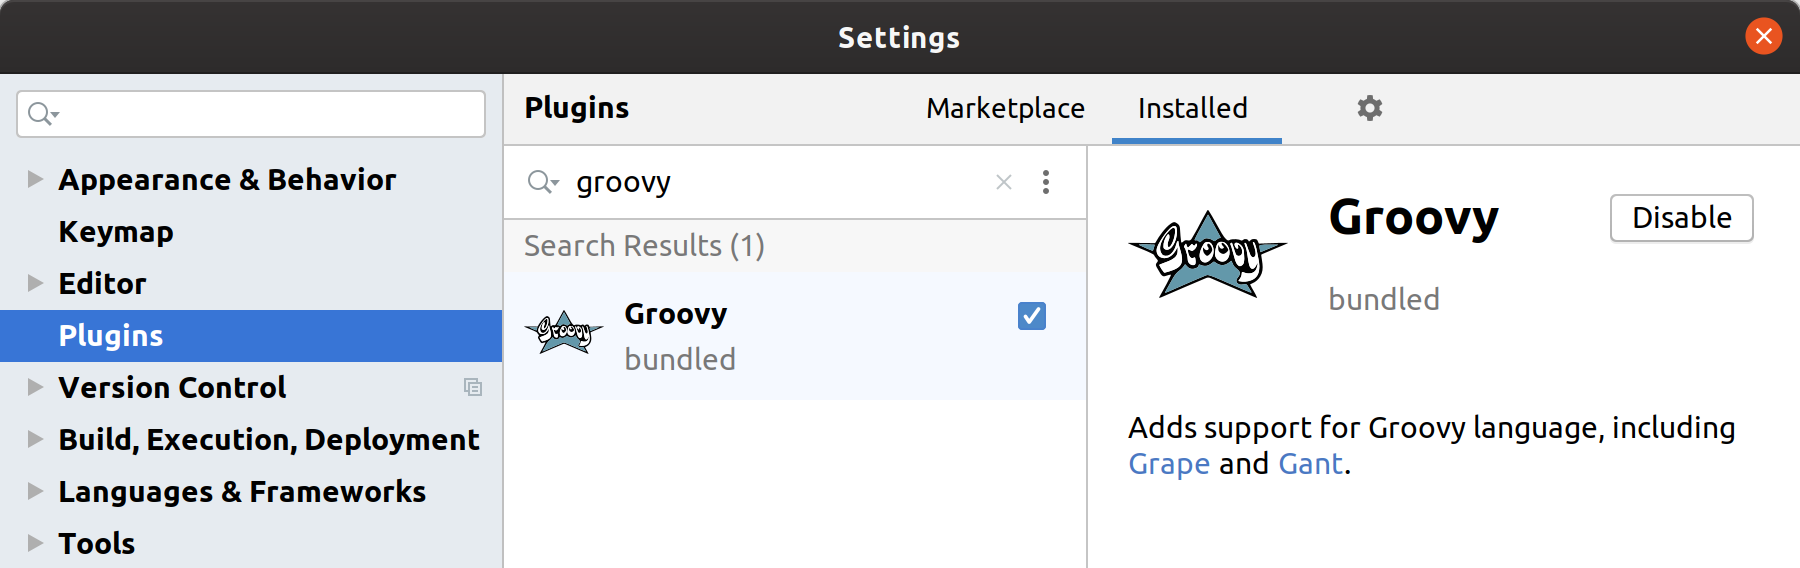 Settings
Appearance & Behavior
Keymap
Editor
Plugins
Version Control
Build, Execution, Deployment
Languages & Frameworks
Tools
Plugins
Marketplace
Installed
groovy
Search Results (1)
Groovy
Groovy
bundled
Groovy
Groovy
Disable
bundled
Adds support for Groovy language, including
Grape and Gant.